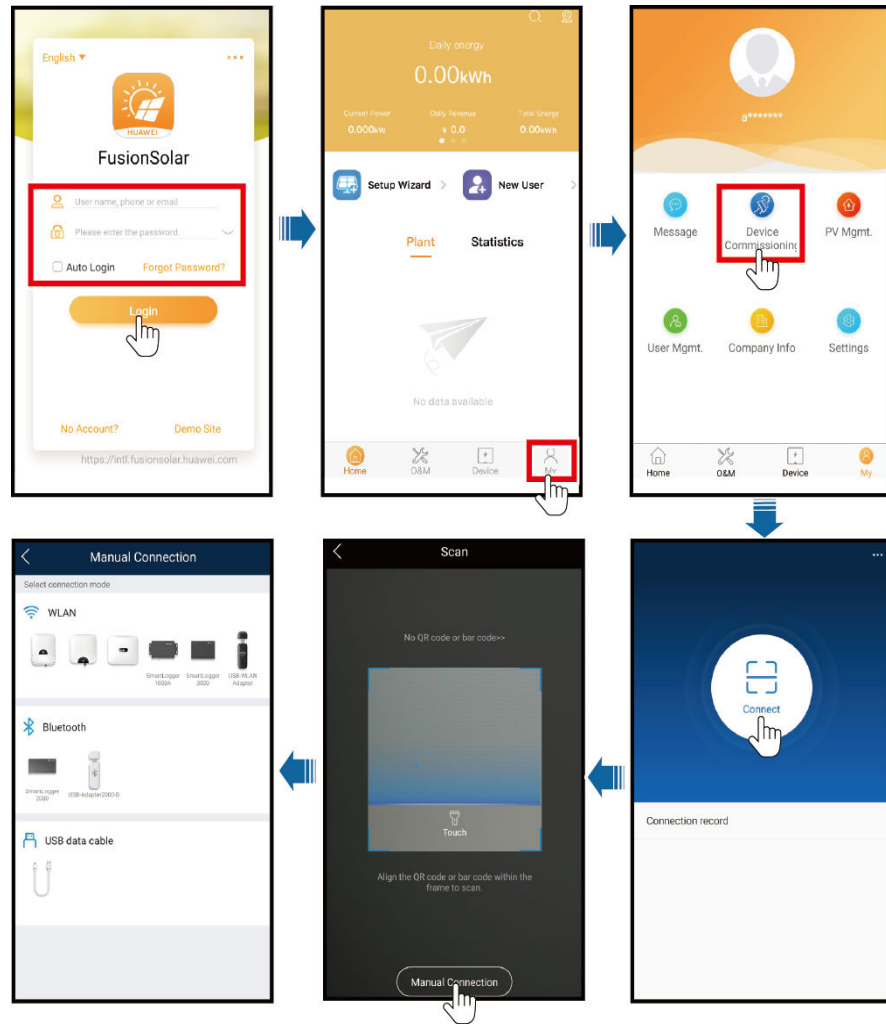 English
HUAWEI
FusionSolar
User name, phone or email
Please enter the password.
Auto Login Forgot Password?
Login
No Account? Demo Site
https://intl.fusionsolar.huawei.com
Daily energy
0.00kWh
Current Power Daily Revenue Total Energy
0.000kW ¥ 0.0 0.00kWh
Setup Wizard > New User >
Plant Statistics
No data available
Home O&M Device My
a*******
Message Device PV Mgmt.
Commissioning
User Mgmt. Company Info Settings
Home O&M Device My
...
Connect
Connection record
Scan
No QR code or bar code>>
Touch
Align the QR code or bar code within the
frame to scan.
Manual Connection
Manual Connection
Select connection mode
WLAN
SmartLogger SmartLogger USB-WLAN
1000A 3000 Adapter
Bluetooth
SmartLogger USB-Adapter2000-B..
2000
USB data cable